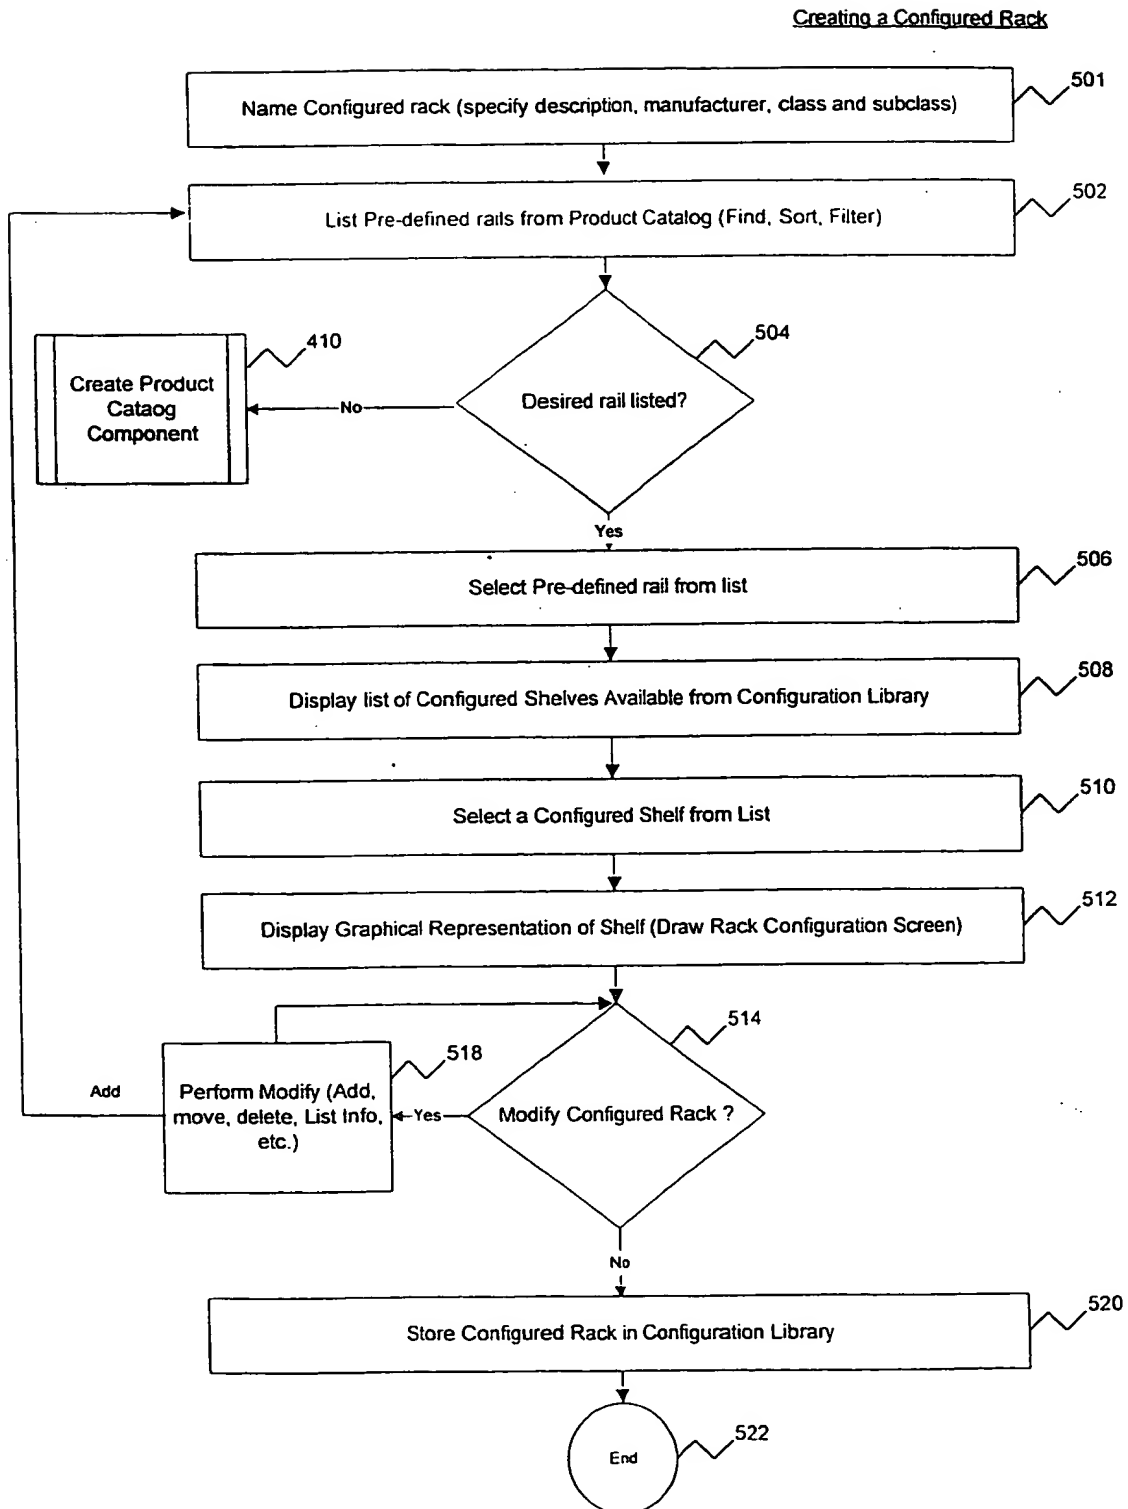 Creating a Configured Rack
501
Name Configured rack (specify description, manufacturer, class and subclass)
502
List Pre-defined rails from Product Catalog (Find, Sort, Filter)
504
410
Create Product
Cataog
Component
No
Desired rail listed?
Yes
506
Select Pre-defined rail from list
508
Display list of Configured Shelves Available from Configuration Library
510
Select a Configured Shelf from List
512
Display Graphical Representation of Shelf (Draw Rack Configuration Screen)
514
518
Add
Perform Modify (Add,
move, delete, List Info,
etc.)
Yes
Modify Configured Rack ?
No
520
Store Configured Rack in Configuration Library
522
End